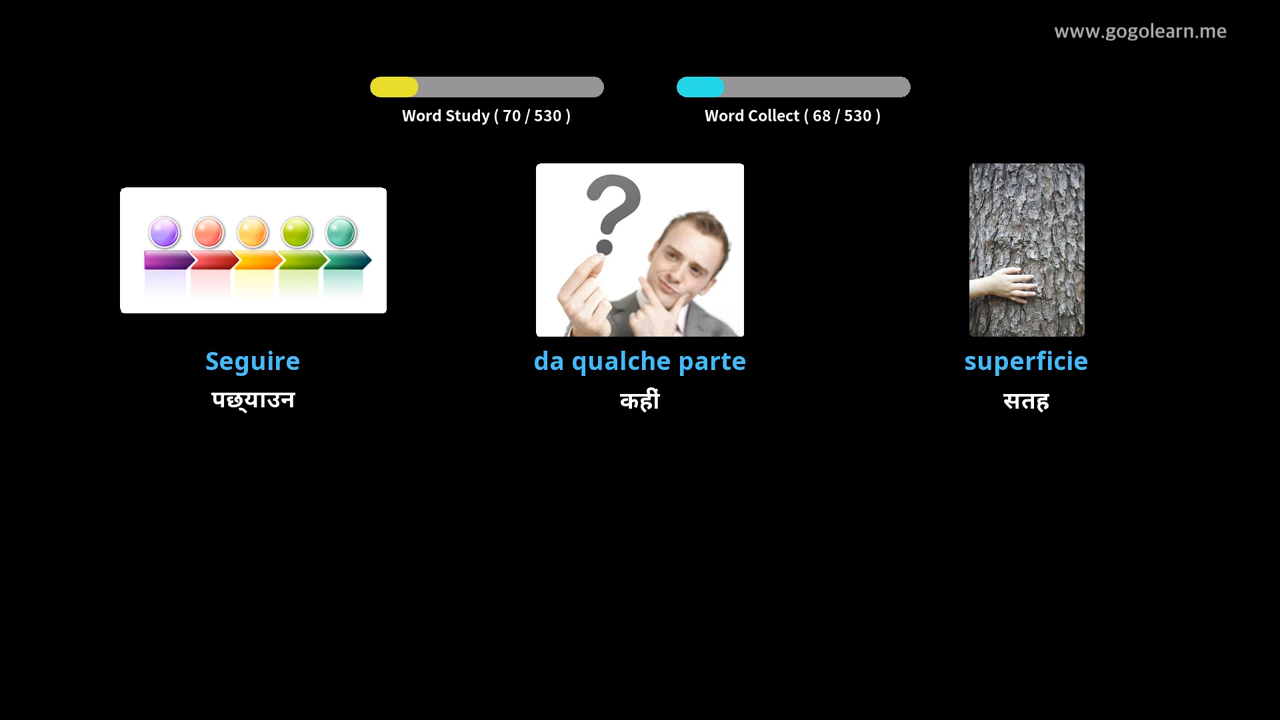 www.gogolearn.me
Word Study ( 70 / 530 )
Word Collect ( 68 / 530 )
Seguire
da qualche parte
superficie
पछ्याउन
कहीं
सतह